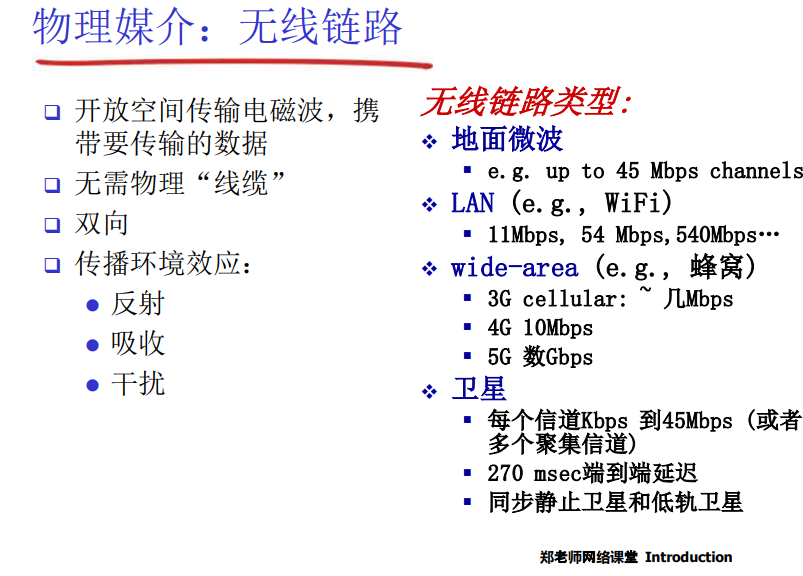 物理媒介：无线链路
开放空间传输电磁波，携
带要传输的数据
无需物理“线缆”
双向
传播环境效应：
反射
吸收
干扰
无线链路类型:
地面微波
e.g. up to 45 Mbps channels
LAN (e.g., WiFi)
11Mbps, 54 Mbps,540Mbps…
wide-area (e.g., 蜂窝)
3G cellular: ~ 几Mbps
4G 10Mbps
5G 数Gbps
卫星
每个信道Kbps 到45Mbps (或者
多个聚集信道)
270 msec端到端延迟
同步静止卫星和低轨卫星
郑老师网络课堂 Introduction